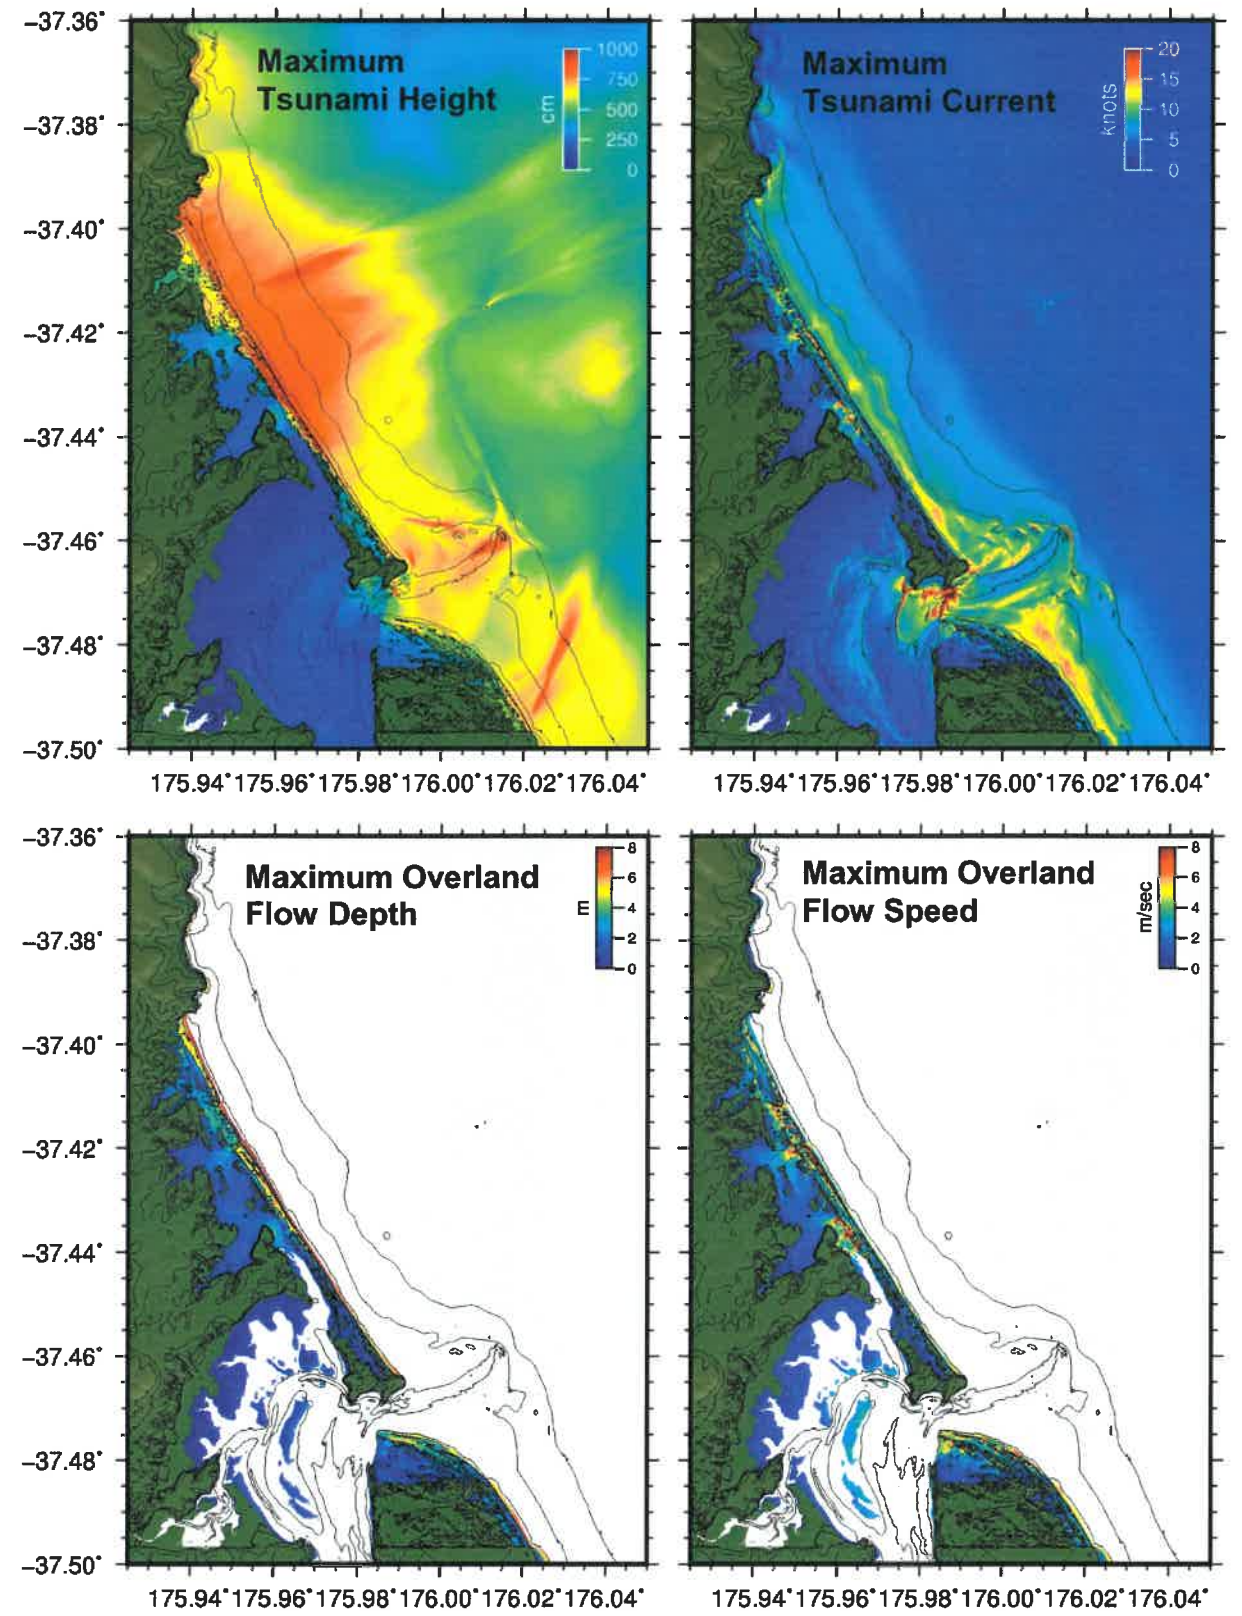 Maximum
Tsunami Height
cm
1000
750
500
250
0
−37.36°
−37.38°
−37.40°
−37.42°
−37.44°
−37.46°
−37.48°
−37.50°
175.94° 175.96° 175.98° 176.00° 176.02° 176.04°
Maximum
Tsunami Current
knots
20
15
10
5
0
175.94° 175.96° 175.98° 176.00° 176.02° 176.04°
Maximum Overland
Flow Depth
m
8
6
4
2
0
−37.36°
−37.38°
−37.40°
−37.42°
−37.44°
−37.46°
−37.48°
−37.50°
175.94° 175.96° 175.98° 176.00° 176.02° 176.04°
Maximum Overland
Flow Speed
m/sec
8
6
4
2
0
175.94° 175.96° 175.98° 176.00° 176.02° 176.04°